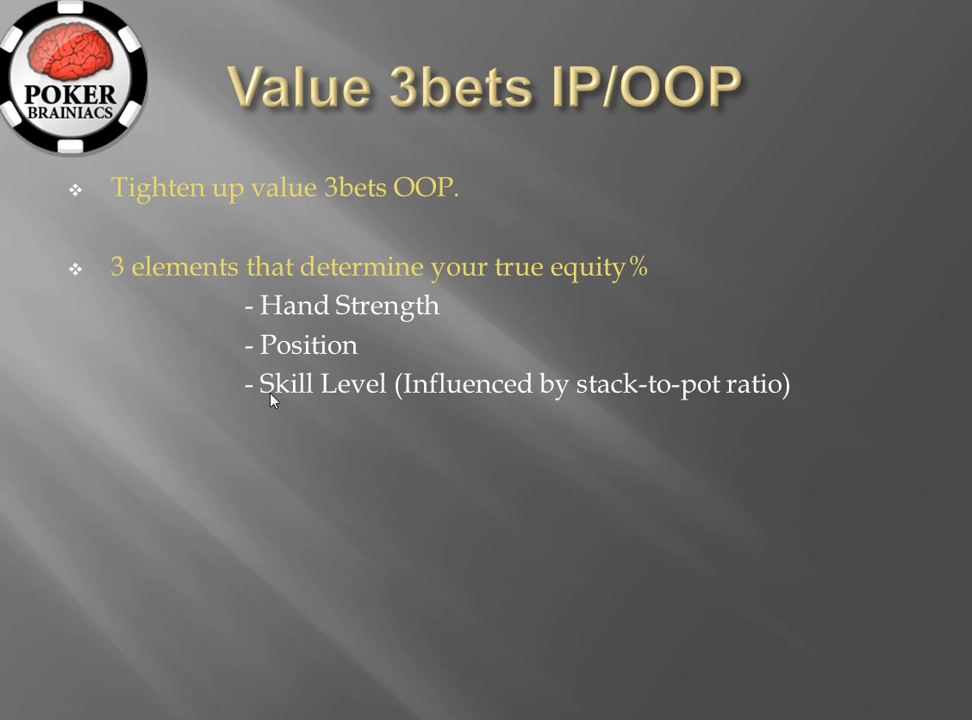 POKER
BRAINIACS
Value 3bets IP/OOP
Tighten up value 3bets OOP.
3 elements that determine your true equity%
- Hand Strength
- Position
- Skill Level (Influenced by stack-to-pot ratio)